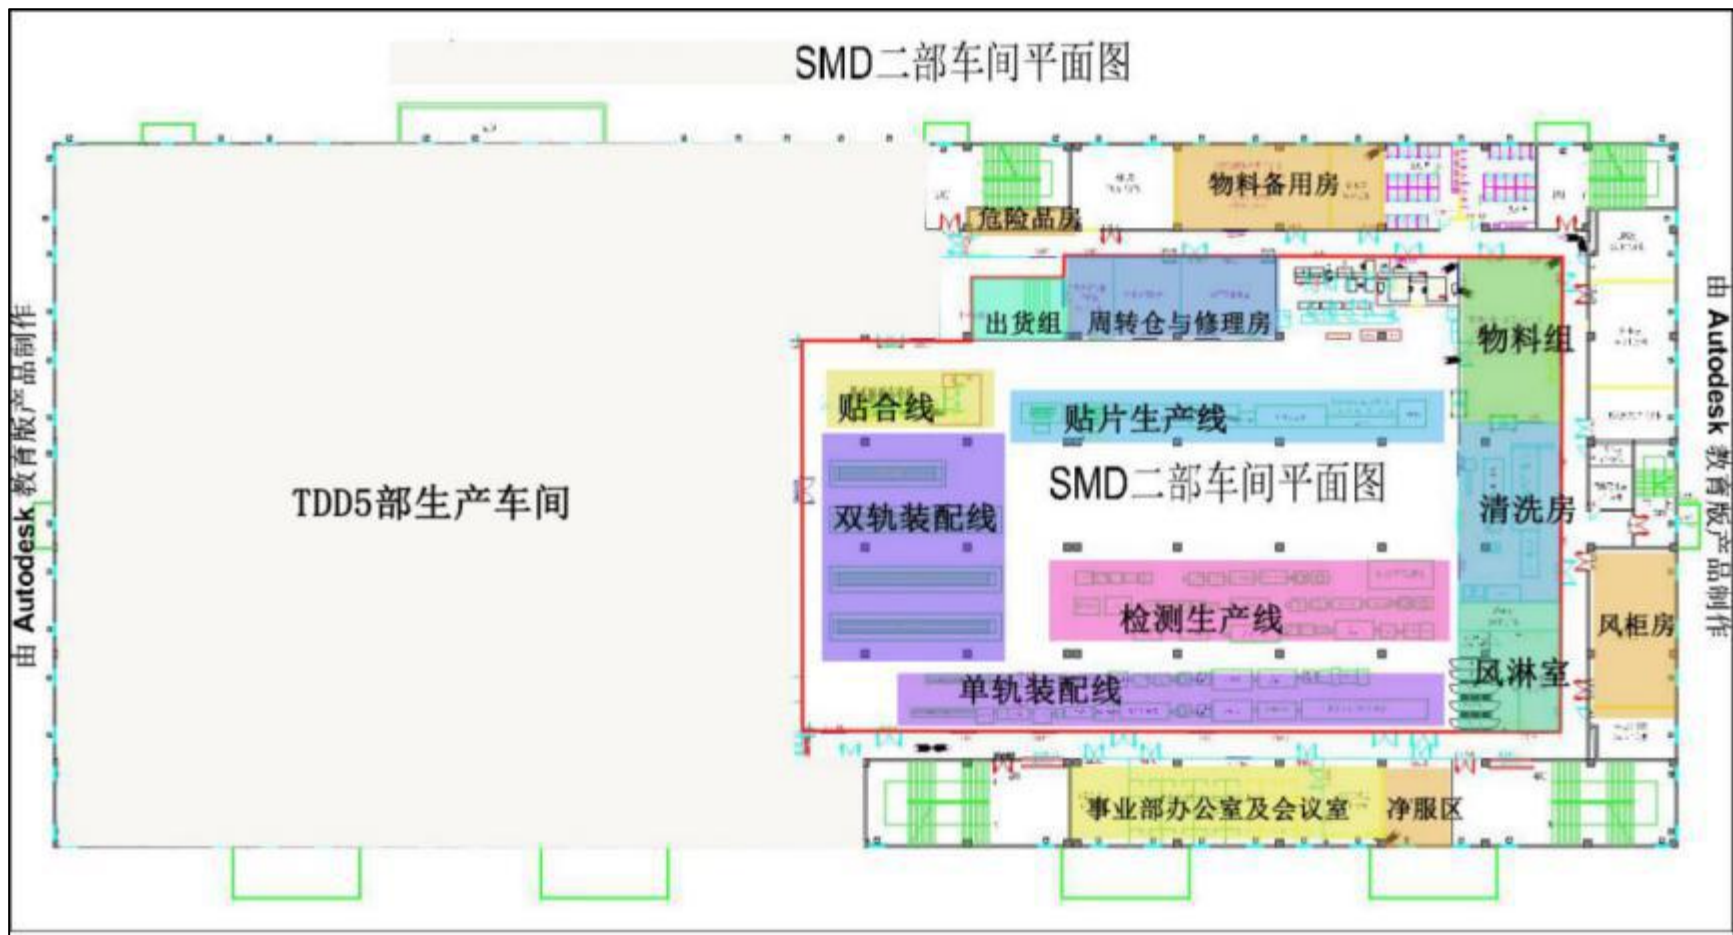 SMD二部车间平面图
物料备用房
危险品房
出货组
周转仓与修理房
物料组
贴合线
贴片生产线
SMD二部车间平面图
TDD5部生产车间
双轨装配线
清洗房
检测生产线
风柜房
单轨装配线
风淋室
事业部办公室及会议室
净服区
由 Autodesk 教育版产品制作
由 Autodesk 教育版产品制作